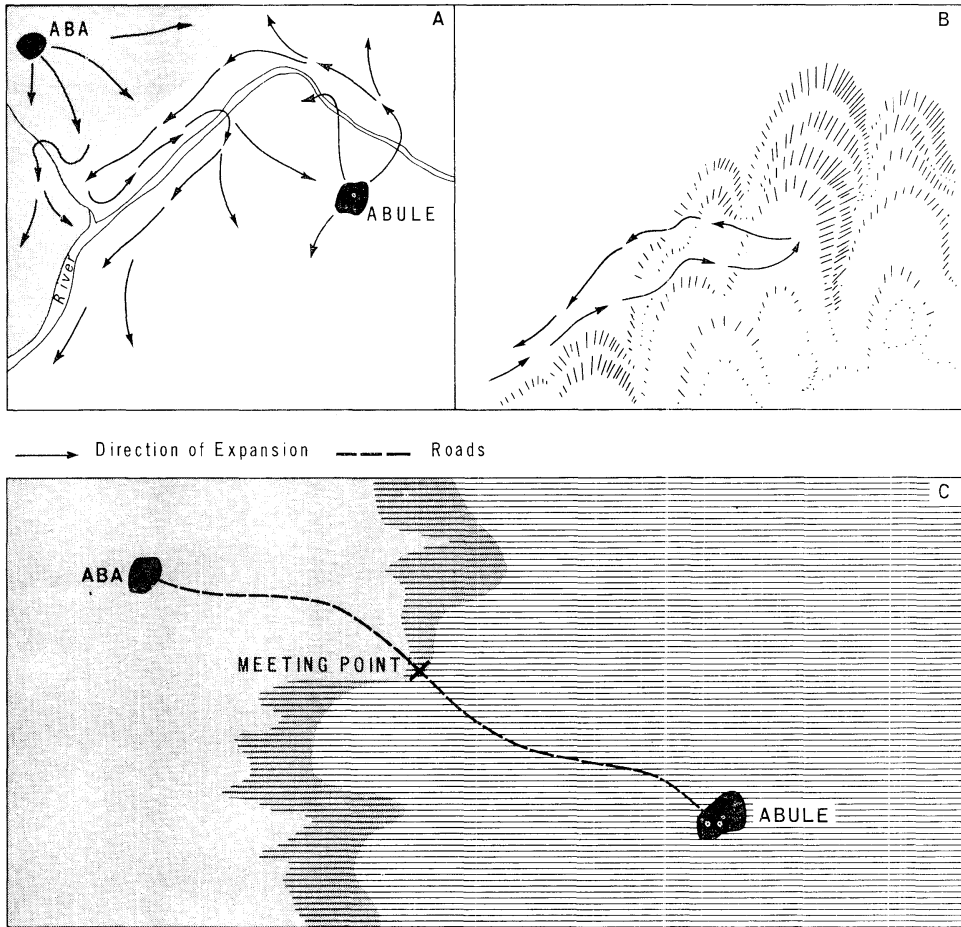 ABA
A
ABULE
River
B
Direction of Expansion
Roads
C
ABA
MEETING POINT
ABULE